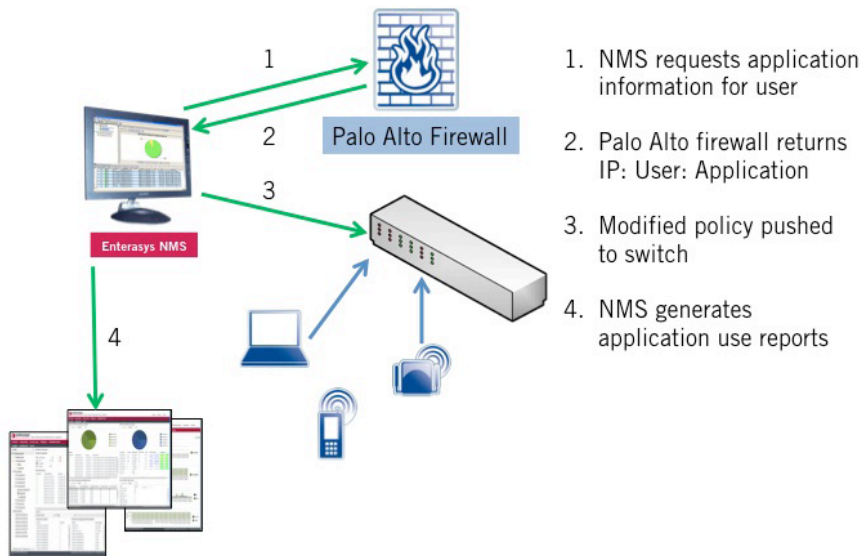 1
2
Palo Alto Firewall
3
Enterasys NMS
4
1. NMS requests application
information for user
2. Palo Alto firewall returns
IP: User: Application
3. Modified policy pushed
to switch
4. NMS generates
application use reports